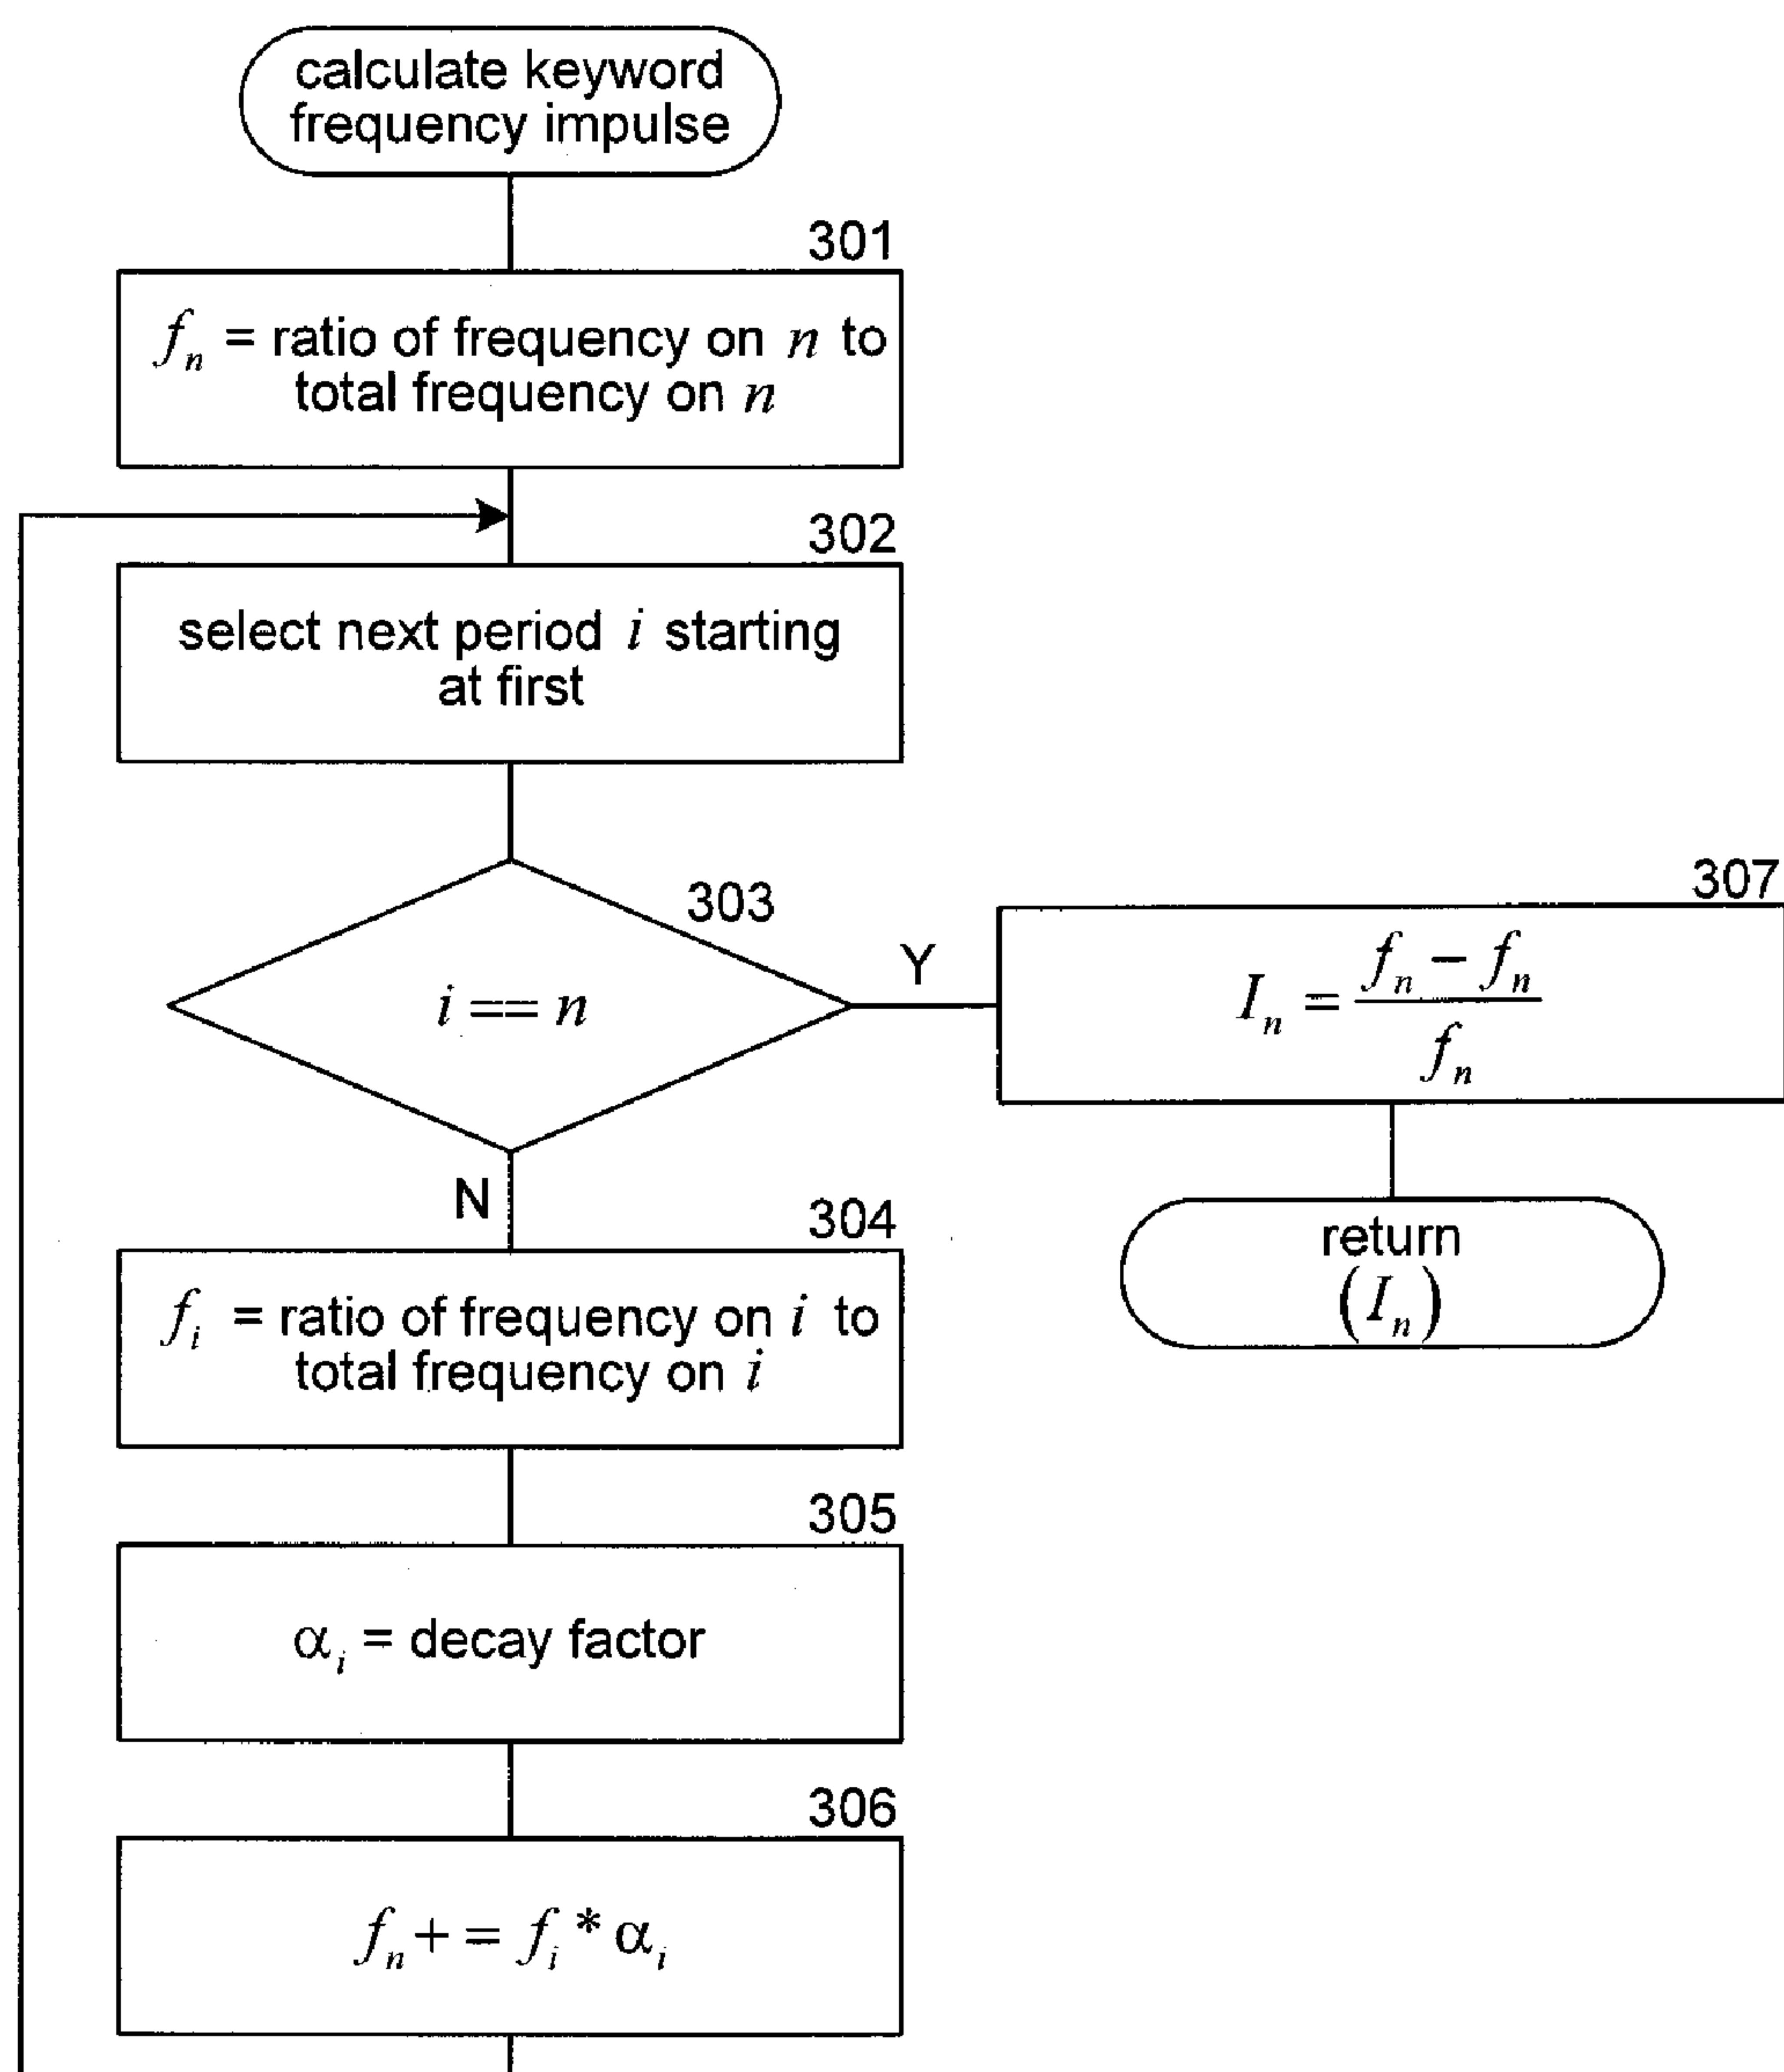 calculate keyword
frequency impulse
301
fₙ = ratio of frequency on n to
total frequency on n
302
select next period i starting
at first
303
i == n
Y
N
307
Iₙ = (fₙ − fₙ) / fₙ
return
(Iₙ)
304
fᵢ = ratio of frequency on i to
total frequency on i
305
αᵢ = decay factor
306
fₙ + = fᵢ * αᵢ